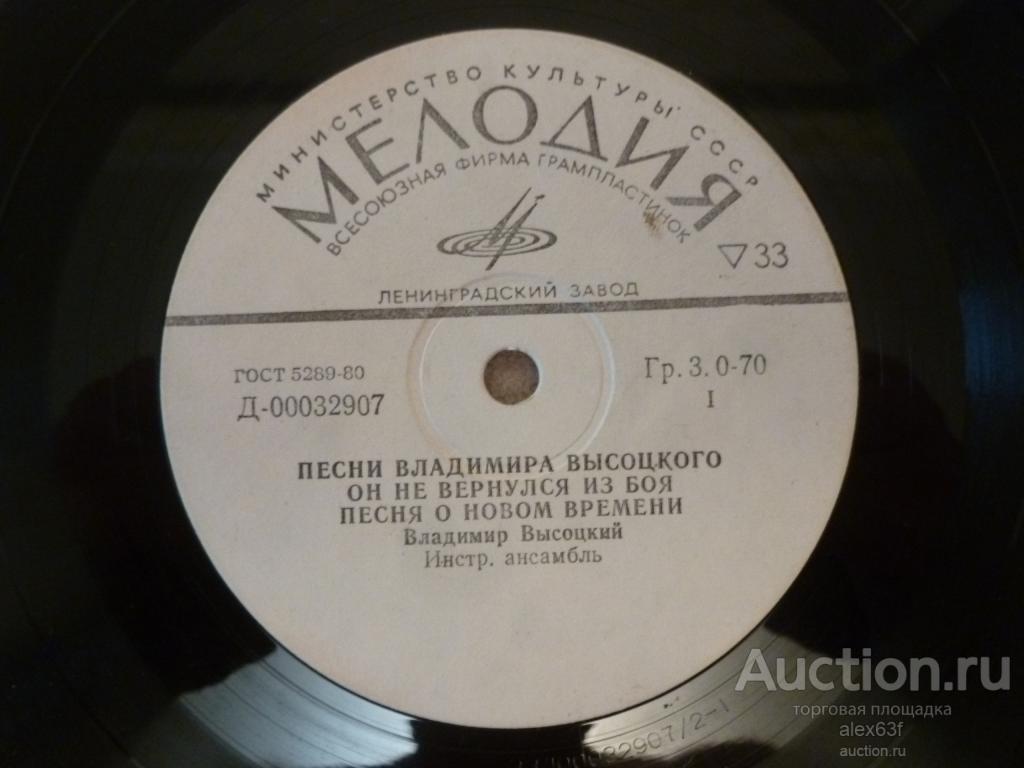 МИНИСТЕРСТВО КУЛЬТУРЫ СССР
МЕЛОДИЯ
ВСЕСОЮЗНАЯ ФИРМА ГРАМПЛАСТИНОК
▽33
ЛЕНИНГРАДСКИЙ ЗАВОД
ГОСТ 5289-80
Гр. 3. 0-70
Д-00032907
I
ПЕСНИ ВЛАДИМИРА ВЫСОЦКОГО
ОН НЕ ВЕРНУЛСЯ ИЗ БОЯ
ПЕСНЯ О НОВОМ ВРЕМЕНИ
Владимир Высоцкий
Инстр. ансамбль
Auction.ru
торговая площадка
alex63f
auction.ru